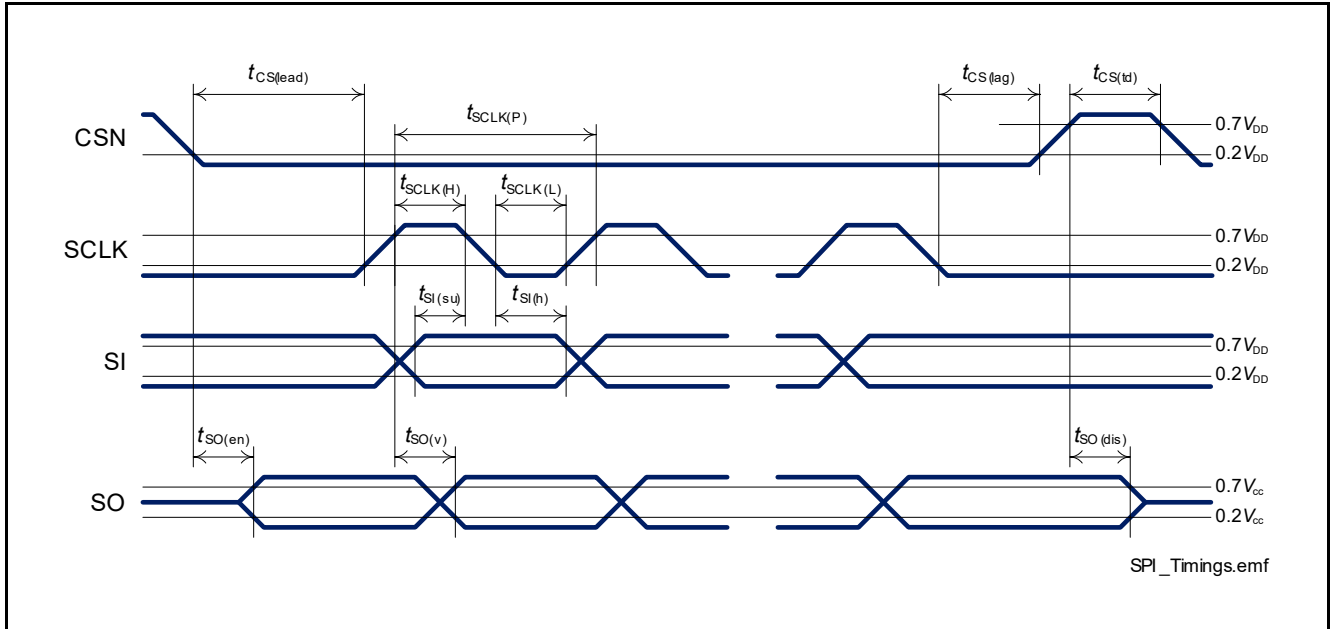 tCS(lead)
tCS(lag)
tCS(td)
tSCLK(P)
CSN
0.7VDD
0.2VDD
tSCLK(H)
tSCLK(L)
SCLK
0.7VDD
0.2VDD
tSI(su)
tSI(h)
SI
0.7VDD
0.2VDD
tSO(en)
tSO(v)
tSO(dis)
SO
0.7Vcc
0.2Vcc
SPI_Timings.emf